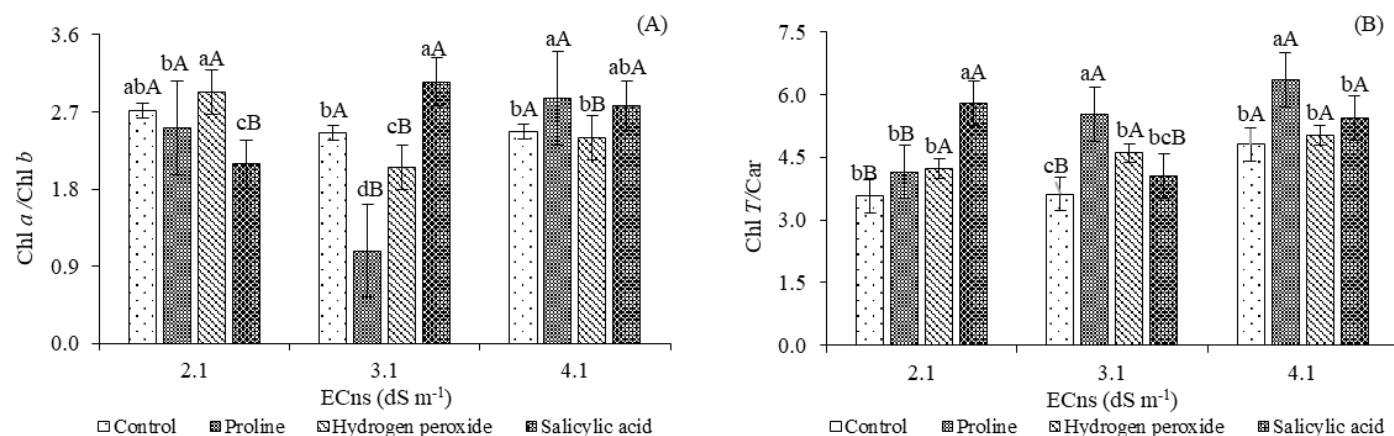 (A)
3.6
2.7
1.8
0.9
0.0
Chl a/Chl b
abA bA aA cB
bA dB cB aA
bA aA bB abA
2.1 3.1 4.1
ECns (dS m-1)
Control Proline Hydrogen peroxide Salicylic acid
(B)
7.5
6.0
4.5
3.0
1.5
0.0
Chl T/Car
bB bB bA aA
cB aA bA bcB
bA aA bA bA
2.1 3.1 4.1
ECns (dS m-1)
Control Proline Hydrogen peroxide Salicylic acid